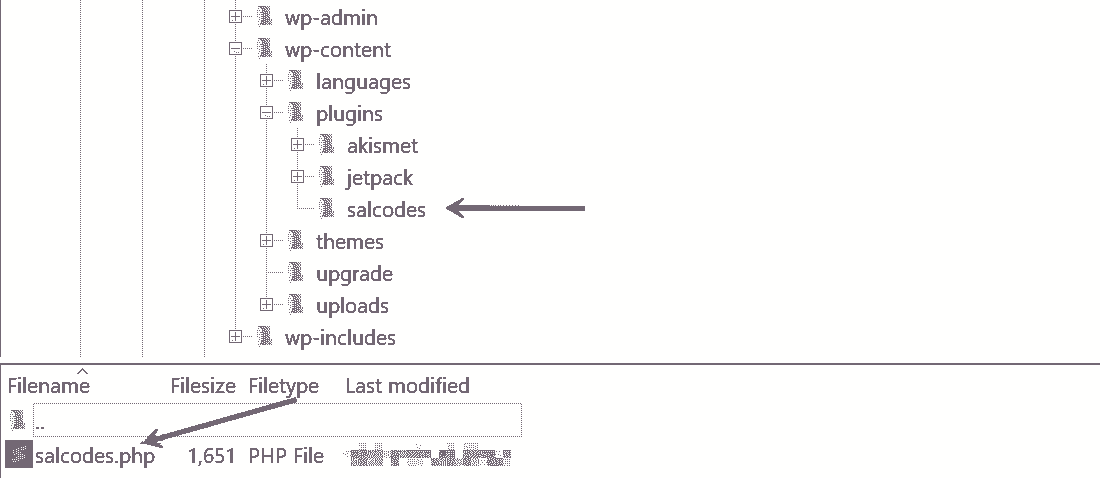 wp-admin
wp-content
languages
plugins
akismet
jetpack
salcodes
themes
upgrade
uploads
wp-includes
Filename Filesize Filetype Last modified
..
salcodes.php 1,651 PHP File